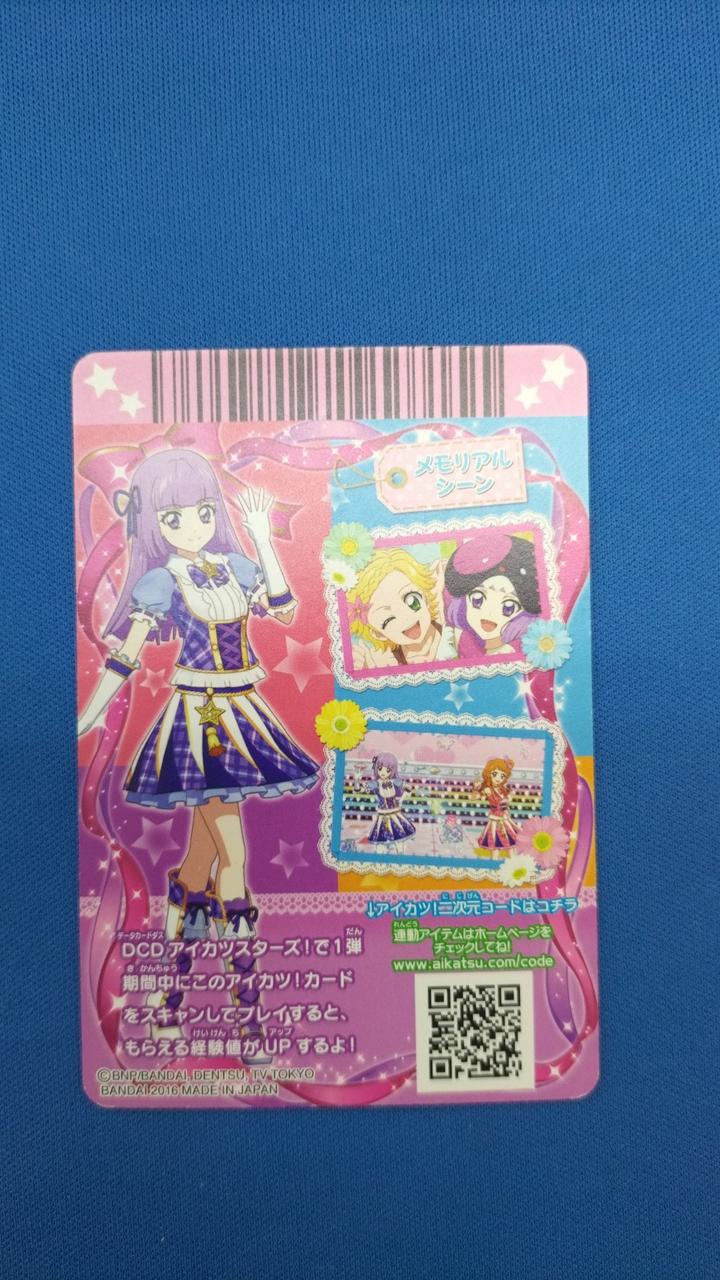 メモリアル
シーン
↓アイカツ!二次元コードはコチラ
連動アイテムはホームページを
チェックしてね!
www.aikatsu.com/code
DCD アイカツスターズ!で1弾
期間中にこのアイカツ!カード
をスキャンしてプレイすると、
もらえる経験値がUPするよ!
©BNP/BANDAI, DENTSU, TV TOKYO
BANDAI 2016 MADE IN JAPAN